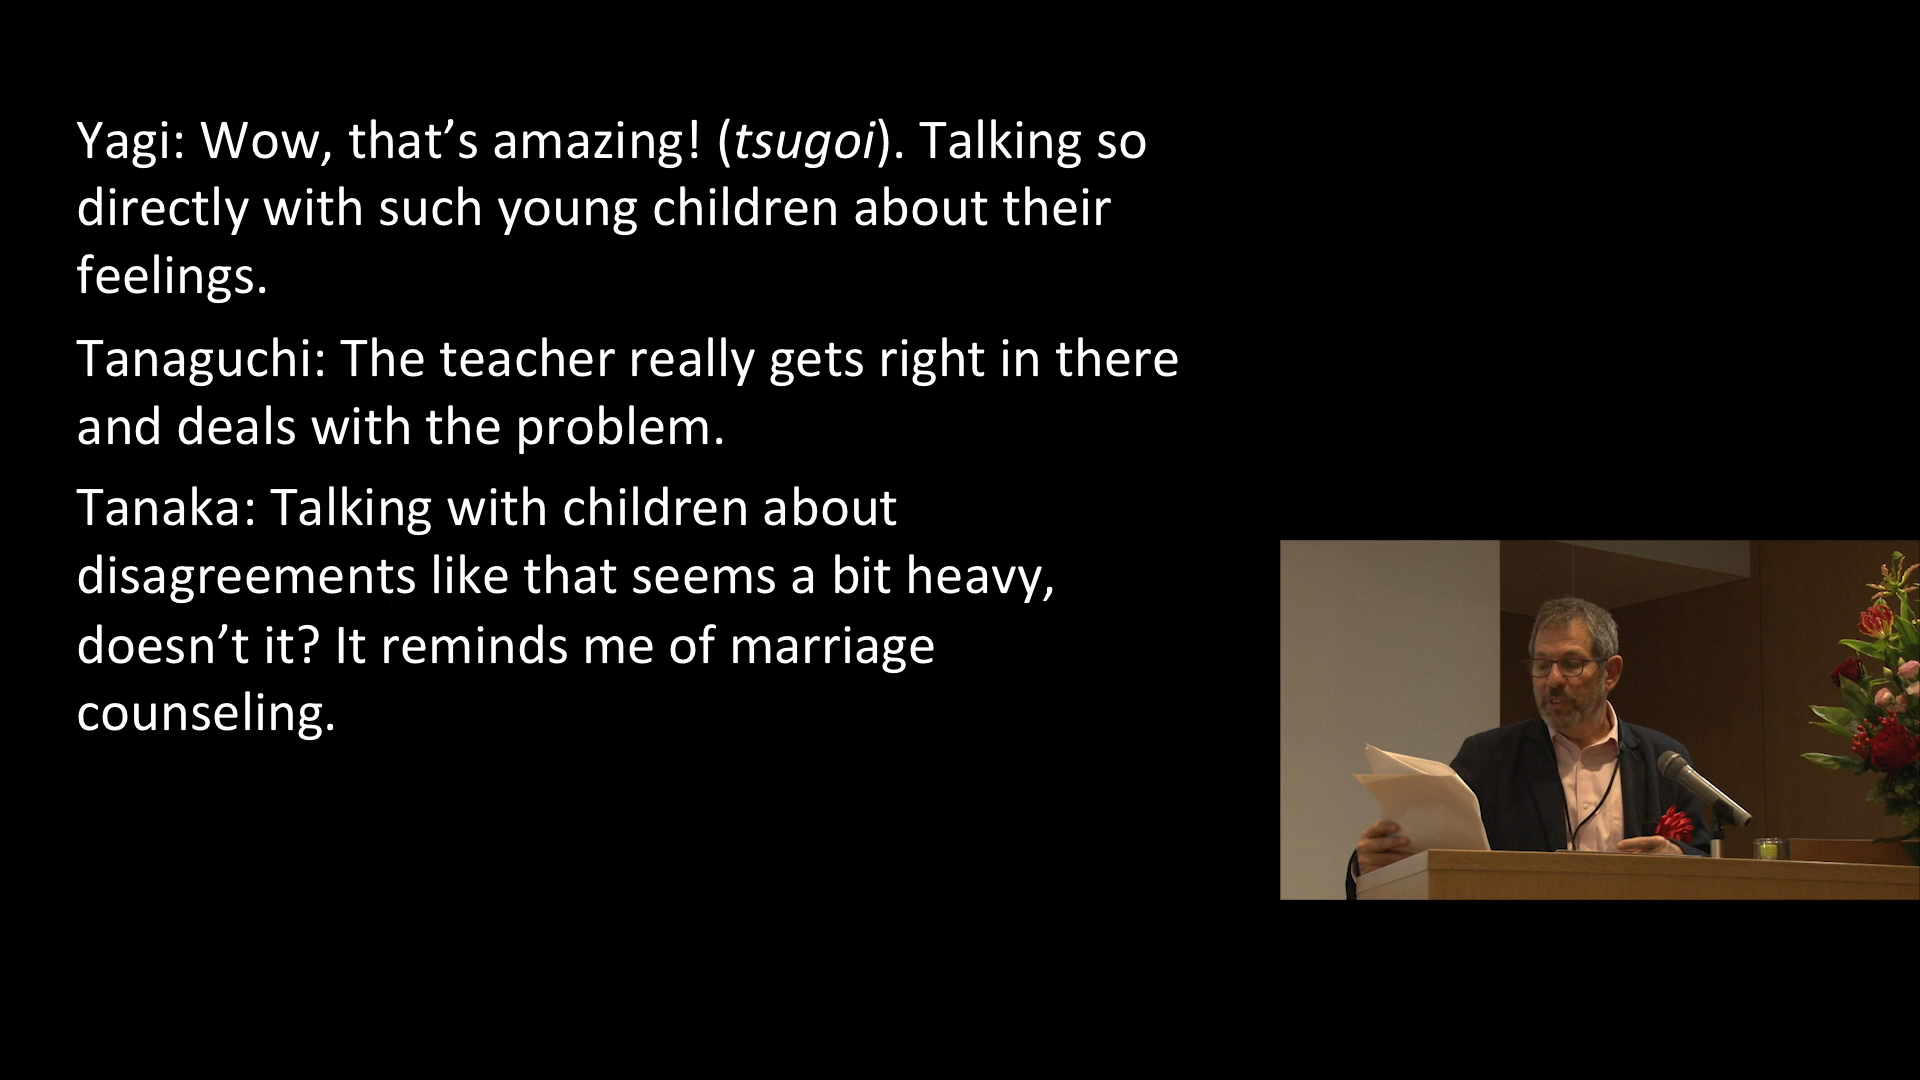 Yagi: Wow, that’s amazing! (tsugoi). Talking so
directly with such young children about their
feelings.
Tanaguchi: The teacher really gets right in there
and deals with the problem.
Tanaka: Talking with children about
disagreements like that seems a bit heavy,
doesn’t it? It reminds me of marriage
counseling.